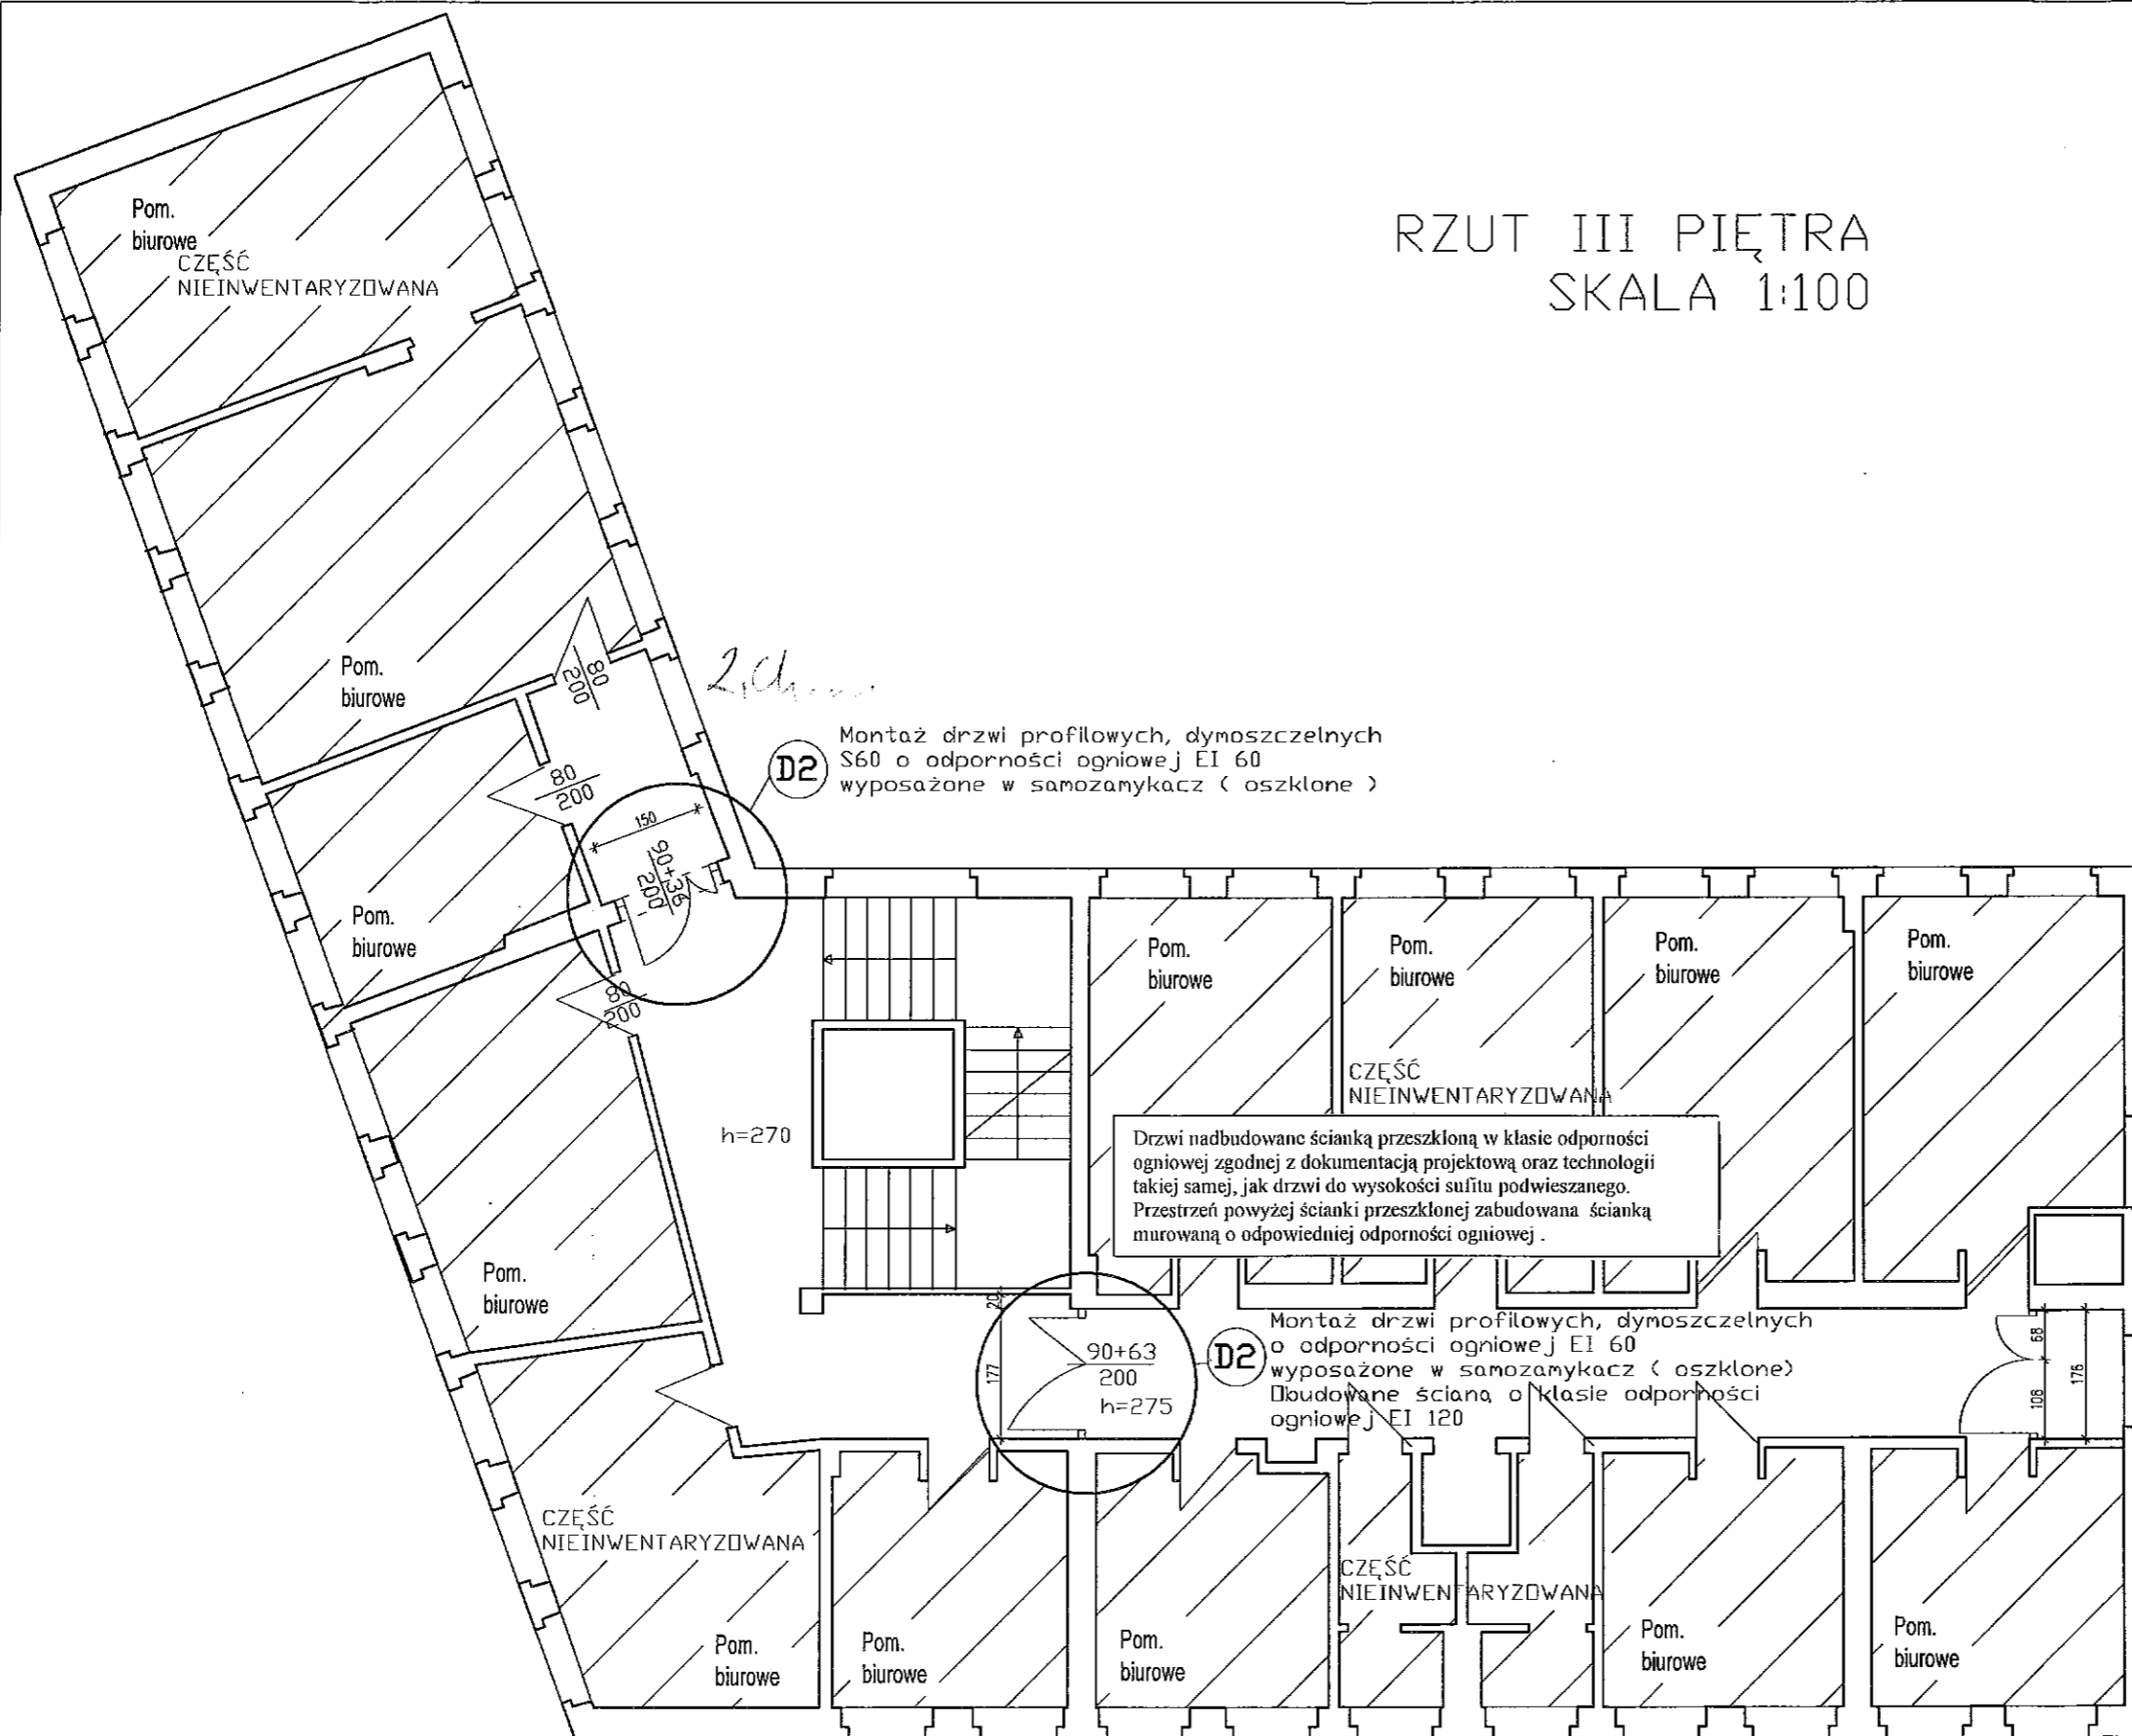 RZUT III PIĘTRA
SKALA 1:100
Pom.
biurowe
CZĘŚĆ
NIEINWENTARYZOWANA
Pom.
biurowe
80
200
Montaż drzwi profilowych, dymoszczelnych
S60 o odporności ogniowej EI 60
wyposażone w samozamykacz ( oszklone )
D2
80
200
150
90+36
200
Pom.
biurowe
80
200
Pom.
biurowe
Pom.
biurowe
Pom.
biurowe
Pom.
biurowe
CZĘŚĆ
NIEINWENTARYZOWANA
h=270
Drzwi nadbudowane ścianką przeszkloną w klasie odporności
ogniowej zgodnej z dokumentacją projektową oraz technologii
takiej samej, jak drzwi do wysokości sufitu podwieszanego.
Przestrzeń powyżej ścianki przeszklonej zabudowana ścianką
murowaną o odpowiedniej odporności ogniowej .
Pom.
biurowe
20
177
90+63
200
h=275
D2
Montaż drzwi profilowych, dymoszczelnych
o odporności ogniowej EI 60
wyposażone w samozamykacz ( oszklone)
Obudowane ścianą o klasie odporności
ogniowej EI 120
68
108
176
CZĘŚĆ
NIEINWENTARYZOWANA
CZĘŚĆ
NIEINWENTARYZOWANA
Pom.
biurowe
Pom.
biurowe
Pom.
biurowe
Pom.
biurowe
Pom.
biurowe